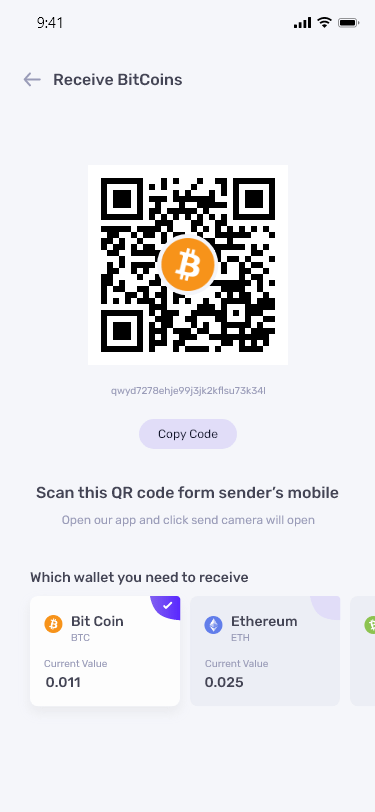 9:41
Receive BitCoins
qwyd7278ehje99j3jk2kflsu73k34l
Copy Code
Scan this QR code form sender’s mobile
Open our app and click send camera will open
Which wallet you need to receive
Bit Coin
BTC
Current Value
0.011
Ethereum
ETH
Current Value
0.025